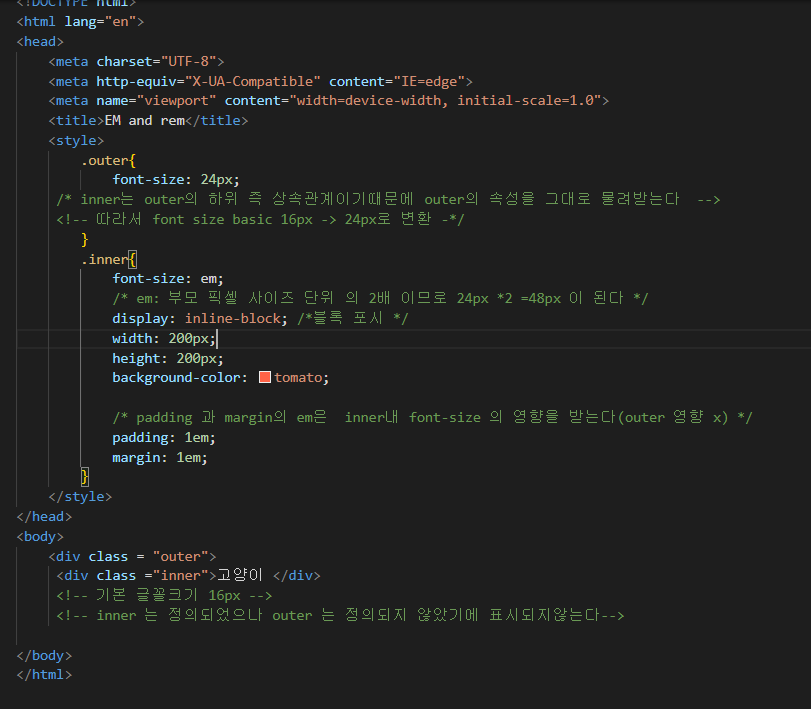 <!DOCTYPE html>
<html lang="en">
<head>
<meta charset="UTF-8">
<meta http-equiv="X-UA-Compatible" content="IE=edge">
<meta name="viewport" content="width=device-width, initial-scale=1.0">
<title>EM and rem</title>
<style>
.outer{
font-size: 24px;
/* inner는 outer의 하위 즉 상속관계이기때문에 outer의 속성을 그대로 물려받는다 -->
<!-- 따라서 font size basic 16px -> 24px로 변환 -*/
}
.inner{
font-size: em;
/* em: 부모 픽셀 사이즈 단위 의 2배 이므로 24px *2 =48px 이 된다 */
display: inline-block; /*블록 포시 */
width: 200px;
height: 200px;
background-color: tomato;
/* padding 과 margin의 em은 inner내 font-size 의 영향을 받는다(outer 영향 x) */
padding: 1em;
margin: 1em;
}
</style>
</head>
<body>
<div class = "outer">
<div class ="inner">고양이 </div>
<!-- 기본 글꼴크기 16px -->
<!-- inner 는 정의되었으나 outer 는 정의되지 않았기에 표시되지않는다-->
</body>
</html>